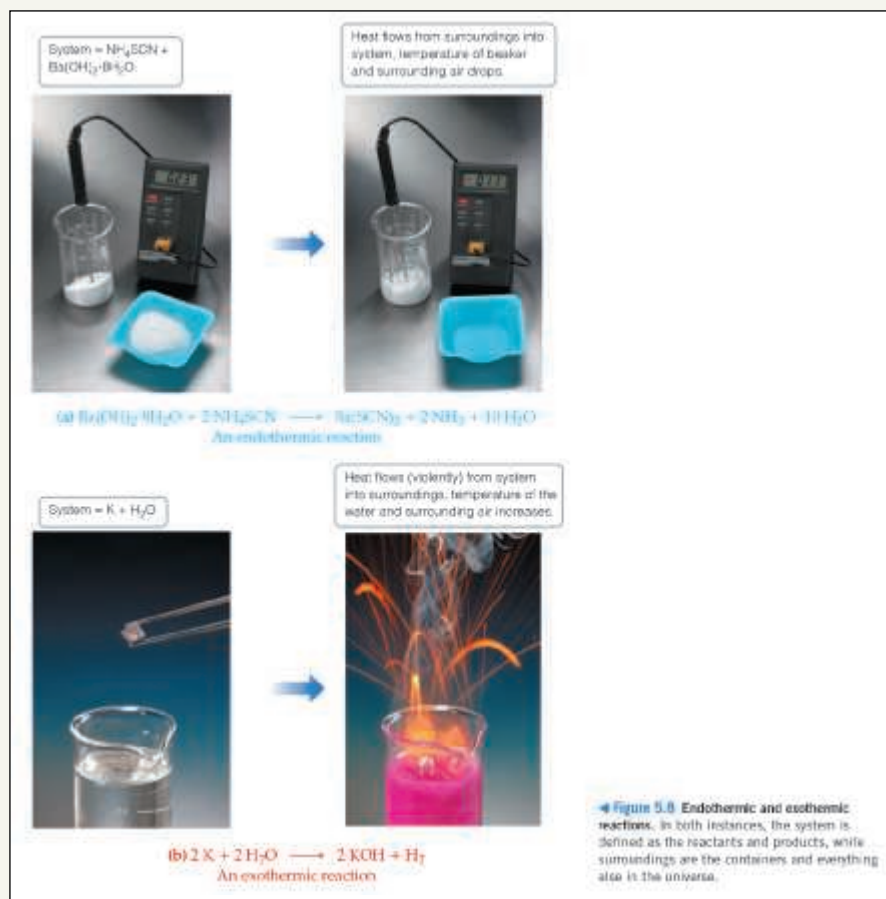 System = NH₄SCN +
Ba(OH)₂·8H₂O
Heat flows from surroundings into
system, temperature of beaker
and surrounding air drops.
023
011
(a) Ba(OH)₂·8H₂O + 2 NH₄SCN ⟶ Ba(SCN)₂ + 2 NH₃ + 10 H₂O
An endothermic reaction
System = K + H₂O
Heat flows (violently) from system
into surroundings, temperature of the
water and surrounding air increases.
(b) 2 K + 2 H₂O ⟶ 2 KOH + H₂
An exothermic reaction
◀ Figure 5.8 Endothermic and exothermic
reactions. In both instances, the system is
defined as the reactants and products, while
surroundings are the containers and everything
else in the universe.